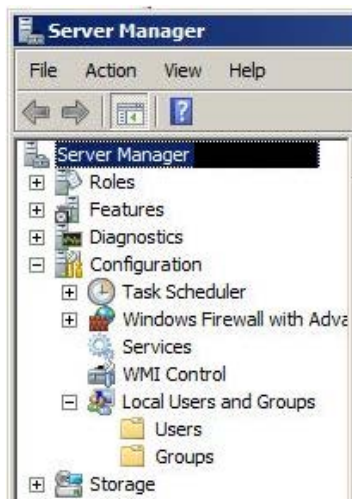 Server Manager
File Action View Help
Server Manager
Roles
Features
Diagnostics
Configuration
Task Scheduler
Windows Firewall with Adva
Services
WMI Control
Local Users and Groups
Users
Groups
Storage